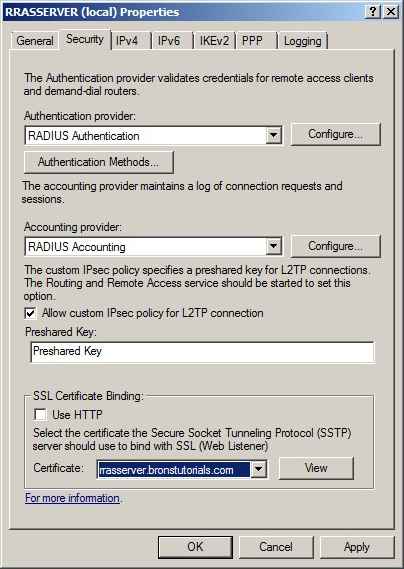 RRASERVER (local) Properties
General Security IPv4 IPv6 IKEv2 PPP Logging
The Authentication provider validates credentials for remote access clients
and demand-dial routers.
Authentication provider:
RADIUS Authentication Configure...
Authentication Methods...
The accounting provider maintains a log of connection requests and
sessions.
Accounting provider:
RADIUS Accounting Configure...
The custom IPsec policy specifies a preshared key for L2TP connections.
The Routing and Remote Access service should be started to set this
option.
Allow custom IPsec policy for L2TP connection
Preshared Key:
Preshared Key
SSL Certificate Binding:
Use HTTP
Select the certificate the Secure Socket Tunneling Protocol (SSTP)
server should use to bind with SSL (Web Listener)
Certificate: rrasserver.bronstutorials.com View
For more information.
OK Cancel Apply